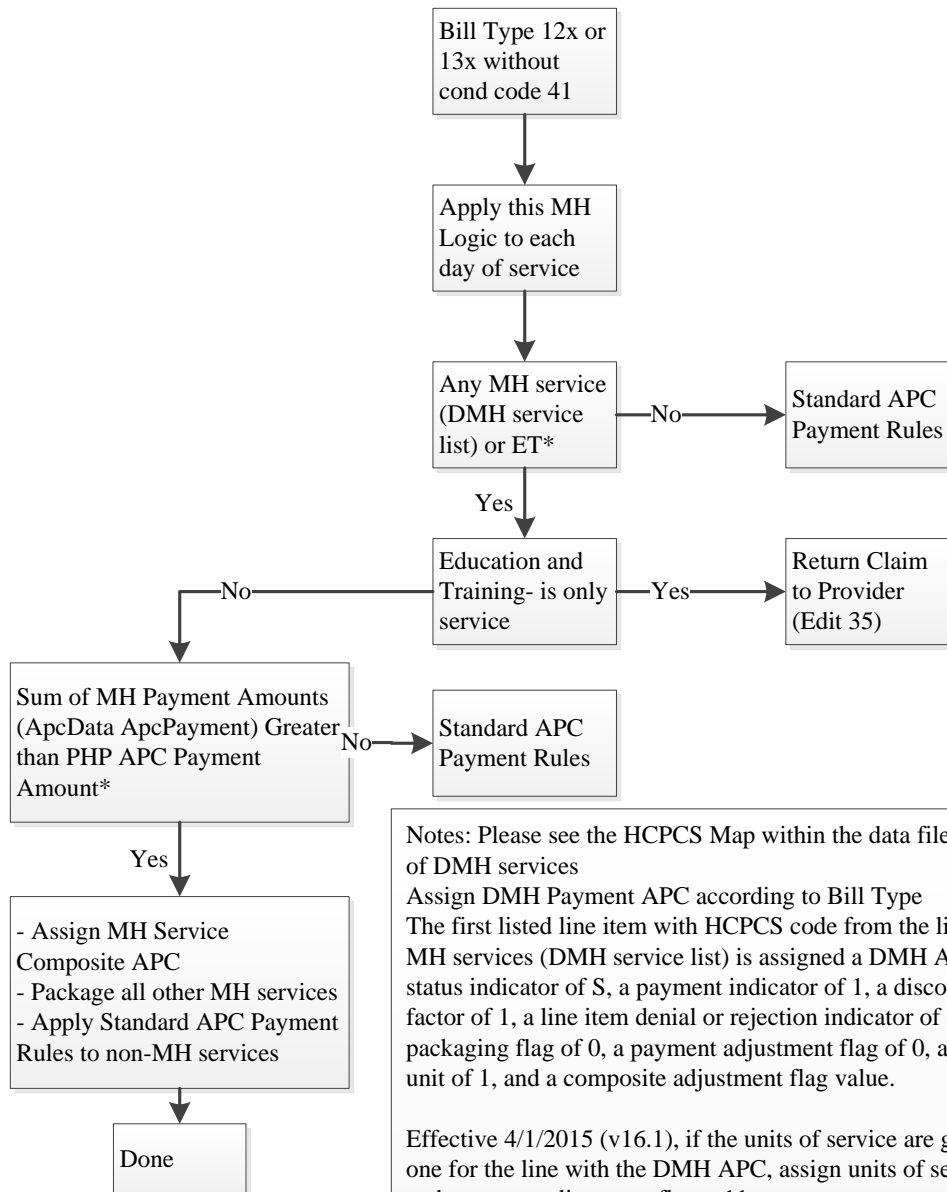 Bill Type 12x or
13x without
cond code 41
Apply this MH
Logic to each
day of service
Any MH service
(DMH service
list) or ET*
No
Standard APC
Payment Rules
Yes
Education and
Training- is only
service
Yes
Return Claim
to Provider
(Edit 35)
No
Sum of MH Payment Amounts
(ApcData ApcPayment) Greater
than PHP APC Payment
Amount*
No
Standard APC
Payment Rules
Yes
- Assign MH Service
Composite APC
- Package all other MH services
- Apply Standard APC Payment
Rules to non-MH services
Done
Notes: Please see the HCPCS Map within the data file
of DMH services
Assign DMH Payment APC according to Bill Type
The first listed line item with HCPCS code from the
MH services (DMH service list) is assigned a DMH
status indicator of S, a payment indicator of 1, a
factor of 1, a line item denial or rejection indicator of
packaging flag of 0, a payment adjustment flag of 0, a
unit of 1, and a composite adjustment flag value.
Effective 4/1/2015 (v16.1), if the units of service are
one for the line with the DMH APC, assign units of